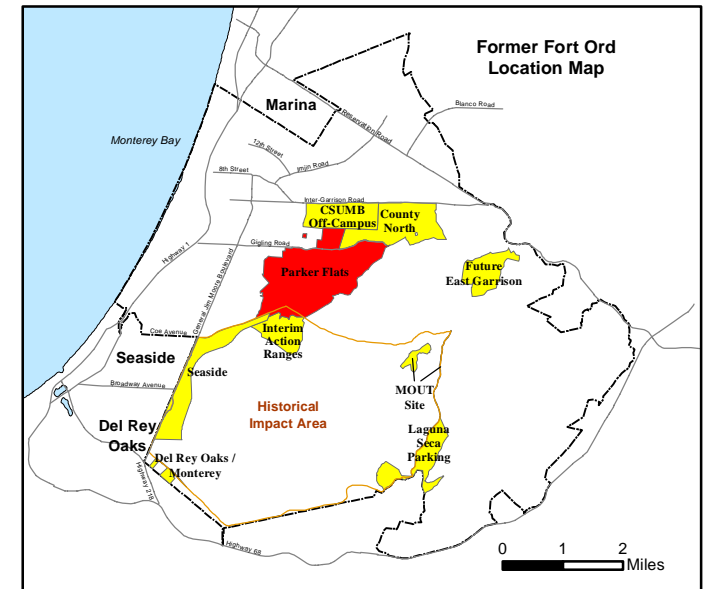 Former Fort Ord
Location Map
Marina
Blanco Road
Reservation Road
Monterey Bay
12th Street
Imjin Road
8th Street
Inter-Garrison Road
CSUMB
Off-Campus
County
North
Gigling Road
Highway 1
General Jim Moore Boulevard
Parker Flats
Future
East Garrison
Coe Avenue
Interim
Action
Ranges
Seaside
Seaside
Broadway Avenue
MOUT
Site
Historical
Impact Area
Del Rey
Oaks
Laguna
Seca
Parking
Del Rey Oaks /
Monterey
Highway 218
Highway 68
0 1 2
Miles